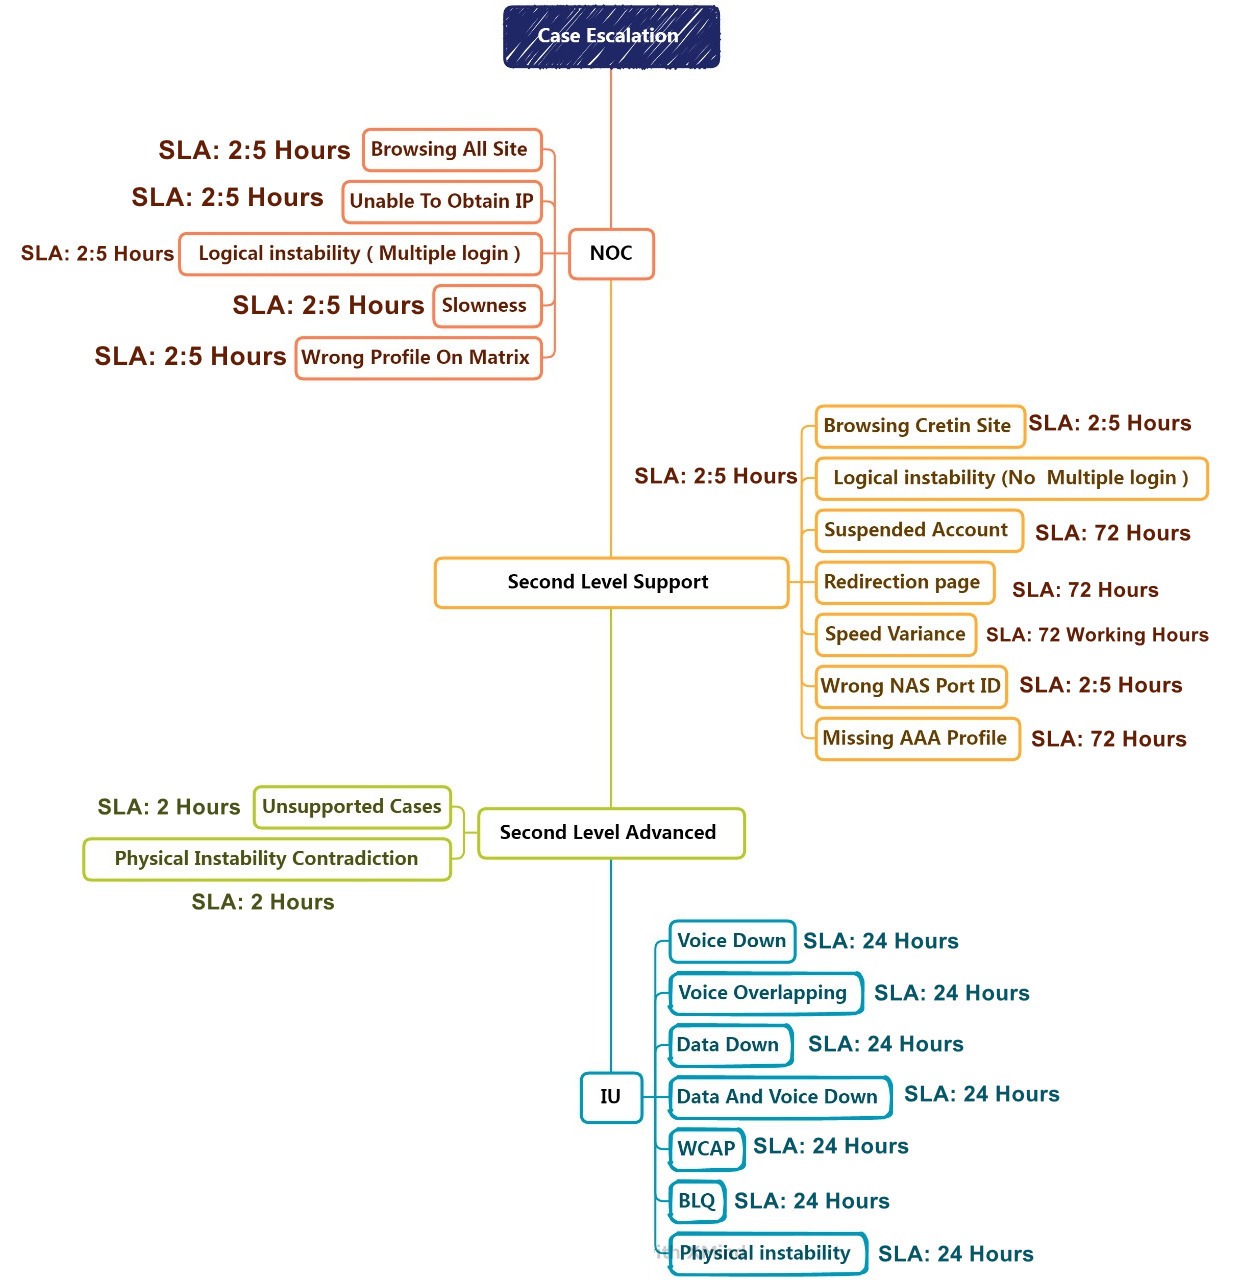 Case Escalation
SLA: 2:5 Hours Browsing All Site
SLA: 2:5 Hours Unable To Obtain IP
SLA: 2:5 Hours Logical instability ( Multiple login )
NOC
SLA: 2:5 Hours Slowness
SLA: 2:5 Hours Wrong Profile On Matrix
Browsing Cretin Site SLA: 2:5 Hours
SLA: 2:5 Hours Logical instability (No Multiple login )
Suspended Account SLA: 72 Hours
Second Level Support
Redirection page SLA: 72 Hours
Speed Variance SLA: 72 Working Hours
Wrong NAS Port ID SLA: 2:5 Hours
Missing AAA Profile SLA: 72 Hours
SLA: 2 Hours Unsupported Cases
Second Level Advanced
Physical Instability Contradiction
SLA: 2 Hours
Voice Down SLA: 24 Hours
Voice Overlapping SLA: 24 Hours
Data Down SLA: 24 Hours
IU
Data And Voice Down SLA: 24 Hours
WCAP SLA: 24 Hours
BLQ SLA: 24 Hours
Physical instability SLA: 24 Hours